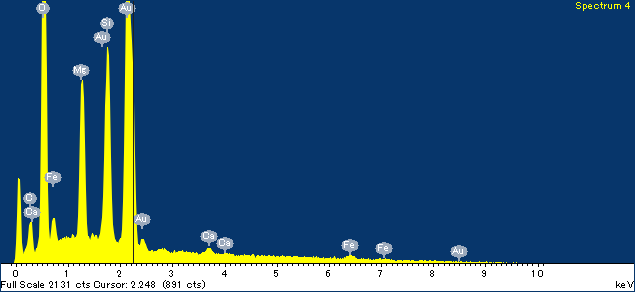 Spectrum 4
O
Au
Si
Au
Mg
Fe
C
Ca
Au
Ca
Ca
Fe
Fe
Au
0 1 2 3 4 5 6 7 8 9 10
Full Scale 2131 cts Cursor: 2.248 (891 cts) keV